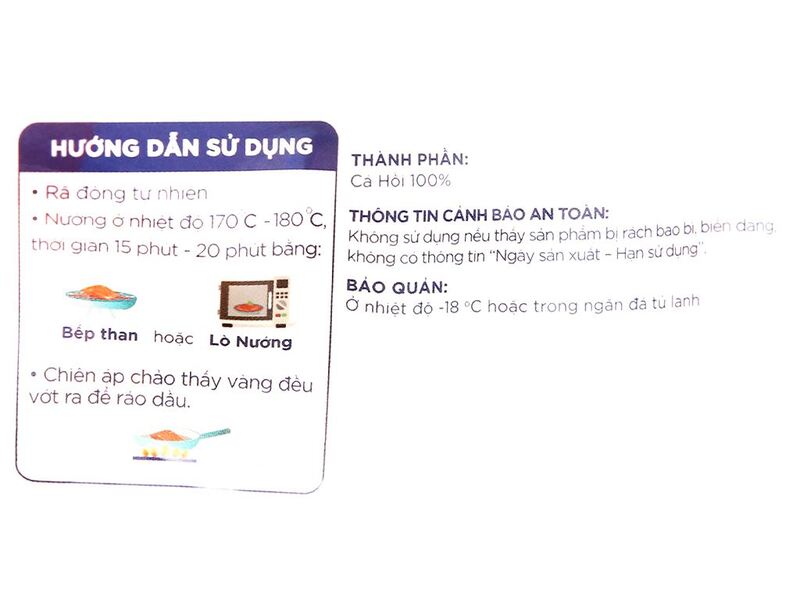 HƯỚNG DẪN SỬ DỤNG
• Rã đông tự nhiên
• Nướng ở nhiệt độ 170°C - 180°C,
thời gian 15 phút - 20 phút bằng:
Bếp than hoặc Lò Nướng
• Chiên áp chảo thấy vàng đều
vớt ra để ráo dầu.
THÀNH PHẦN:
Cá Hồi 100%
THÔNG TIN CẢNH BÁO AN TOÀN:
Không sử dụng nếu thấy sản phẩm bị rách bao bì, biến dạng,
không có thông tin “Ngày sản xuất – Hạn sử dụng”.
BẢO QUẢN:
Ở nhiệt độ -18 °C hoặc trong ngăn đá tủ lạnh